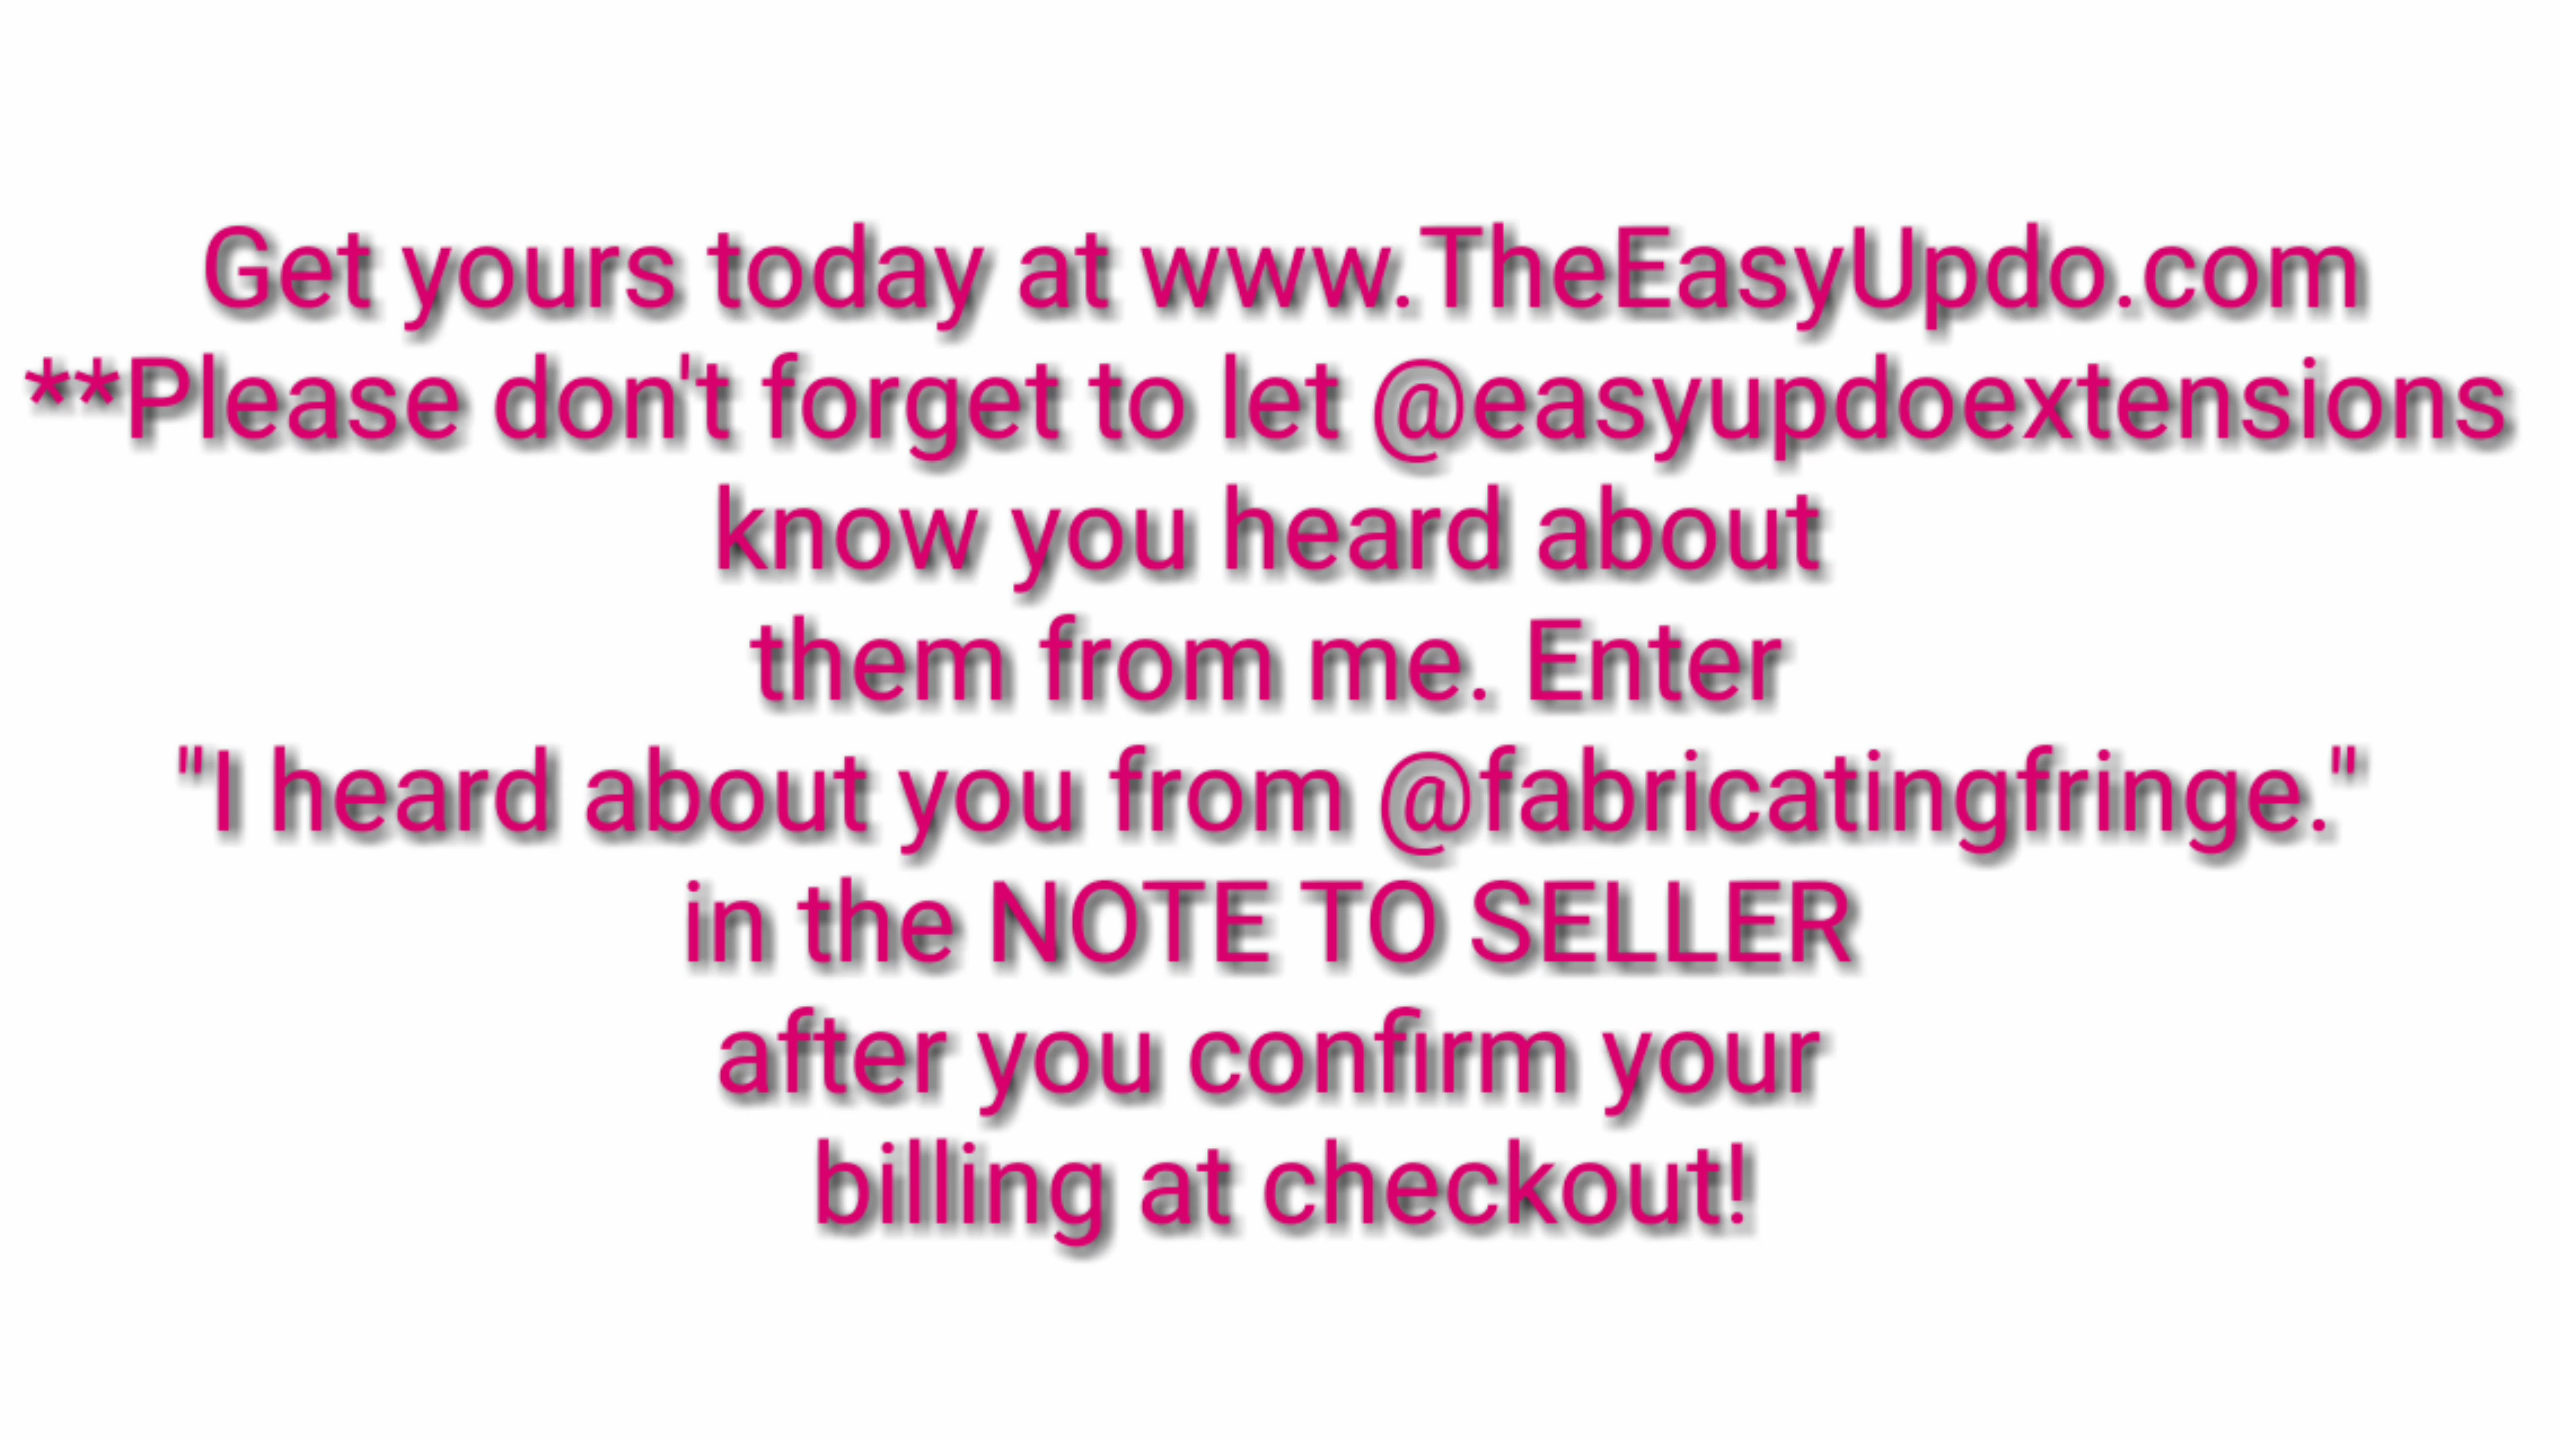 Get yours today at www.TheEasyUpdo.com
**Please don't forget to let @easyupdoextensions
know you heard about
them from me. Enter
"I heard about you from @fabricatingfringe."
in the NOTE TO SELLER
after you confirm your
billing at checkout!